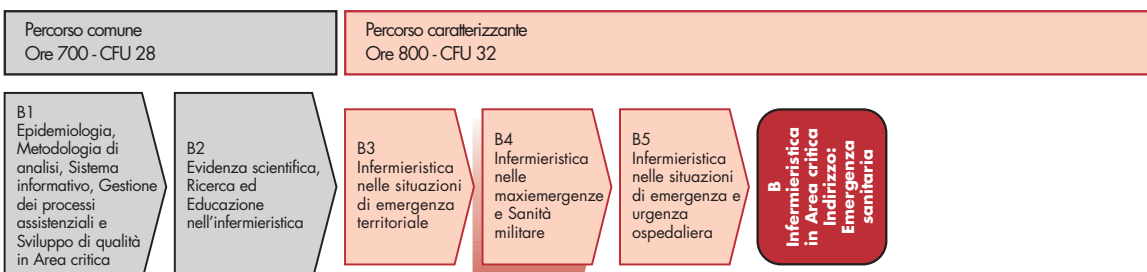 Percorso comune
Ore 700 - CFU 28
Percorso caratterizzante
Ore 800 - CFU 32
B1
Epidemiologia,
Metodologia di
analisi, Sistema
informativo, Gestione
dei processi
assistenziali e
Sviluppo di qualità
in Area critica
B2
Evidenza scientifica,
Ricerca ed
Educazione
nell’infermieristica
B3
Infermieristica
nelle situazioni
di emergenza
territoriale
B4
Infermieristica
nelle
maxiemergenze
e Sanità
militare
B5
Infermieristica
nelle situazioni
di emergenza e
urgenza
ospedaliera
B
Infermieristica
in Area critica
Indirizzo:
Emergenza
sanitaria